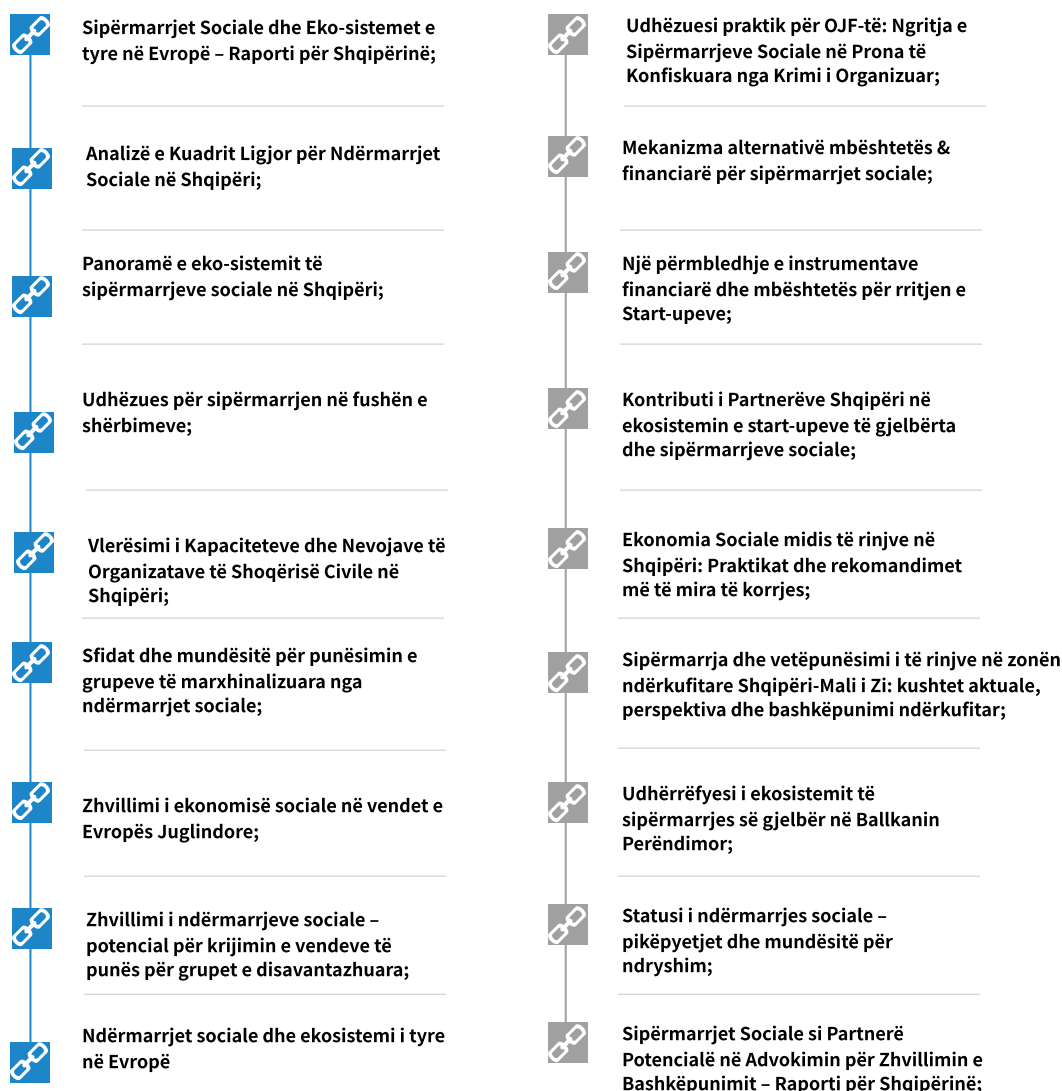 Sipërmarrjet Sociale dhe Eko-sistemet e
tyre në Evropë – Raporti për Shqipërinë;
Analizë e Kuadrit Ligjor për Ndërmarrjet
Sociale në Shqipëri;
Panoramë e eko-sistemit të
sipërmarrjeve sociale në Shqipëri;
Udhëzues për sipërmarrjen në fushën e
shërbimeve;
Vlerësimi i Kapaciteteve dhe Nevojave të
Organizatave të Shoqërisë Civile në
Shqipëri;
Sfidat dhe mundësitë për punësimin e
grupeve të marxhinalizuara nga
ndërmarrjet sociale;
Zhvillimi i ekonomisë sociale në vendet e
Evropës Juglindore;
Zhvillimi i ndërmarrjeve sociale –
potencial për krijimin e vendeve të
punës për grupet e disavantazhuara;
Ndërmarrjet sociale dhe ekosistemi i tyre
në Evropë
Udhëzuesi praktik për OJF-të: Ngritja e
Sipërmarrjeve Sociale në Prona të
Konfiskuara nga Krimi i Organizuar;
Mekanizma alternativë mbështetës &
financiarë për sipërmarrjet sociale;
Një përmbledhje e instrumentave
financiarë dhe mbështetës për rritjen e
Start-upeve;
Kontributi i Partnerëve Shqipëri në
ekosistemin e start-upeve të gjelbërta
dhe sipërmarrjeve sociale;
Ekonomia Sociale midis të rinjve në
Shqipëri: Praktikat dhe rekomandimet
më të mira të korrjes;
Sipërmarrja dhe vetëpunësimi i të rinjve në zonën
ndërkufitare Shqipëri-Mali i Zi: kushtet aktuale,
perspektiva dhe bashkëpunimi ndërkufitar;
Udhërrëfyesi i ekosistemit të
sipërmarrjes së gjelbër në Ballkanin
Perëndimor;
Statusi i ndërmarrjes sociale –
pikëpyetjet dhe mundësitë për
ndryshim;
Sipërmarrjet Sociale si Partnerë
Potencialë në Advokimin për Zhvillimin e
Bashkëpunimit – Raporti për Shqipërinë;